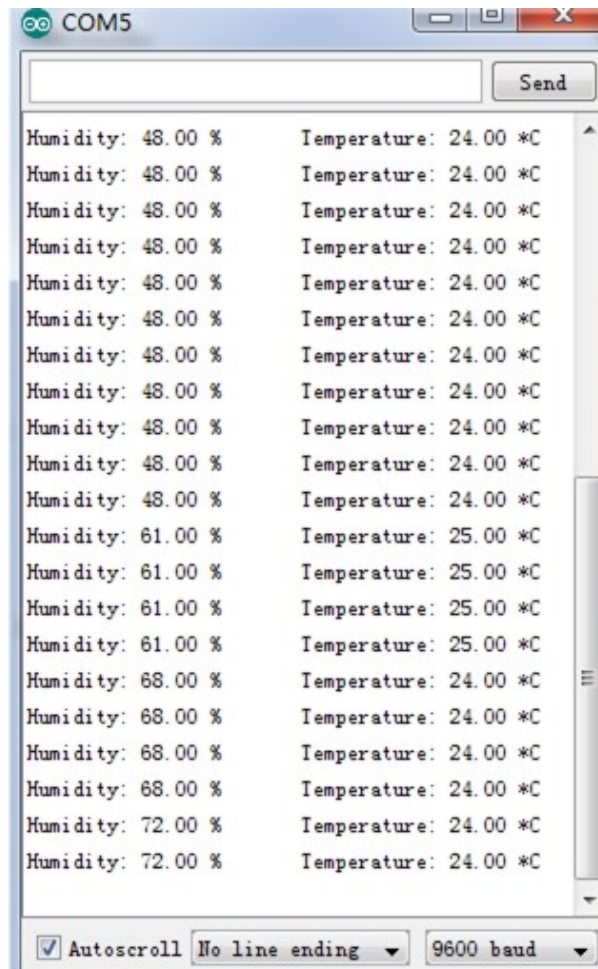 COM5
Send
Humidity: 48.00 % Temperature: 24.00 *C
Humidity: 48.00 % Temperature: 24.00 *C
Humidity: 48.00 % Temperature: 24.00 *C
Humidity: 48.00 % Temperature: 24.00 *C
Humidity: 48.00 % Temperature: 24.00 *C
Humidity: 48.00 % Temperature: 24.00 *C
Humidity: 48.00 % Temperature: 24.00 *C
Humidity: 48.00 % Temperature: 24.00 *C
Humidity: 48.00 % Temperature: 24.00 *C
Humidity: 48.00 % Temperature: 24.00 *C
Humidity: 48.00 % Temperature: 24.00 *C
Humidity: 61.00 % Temperature: 25.00 *C
Humidity: 61.00 % Temperature: 25.00 *C
Humidity: 61.00 % Temperature: 25.00 *C
Humidity: 61.00 % Temperature: 25.00 *C
Humidity: 68.00 % Temperature: 24.00 *C
Humidity: 68.00 % Temperature: 24.00 *C
Humidity: 68.00 % Temperature: 24.00 *C
Humidity: 68.00 % Temperature: 24.00 *C
Humidity: 72.00 % Temperature: 24.00 *C
Humidity: 72.00 % Temperature: 24.00 *C
Autoscroll No line ending 9600 baud